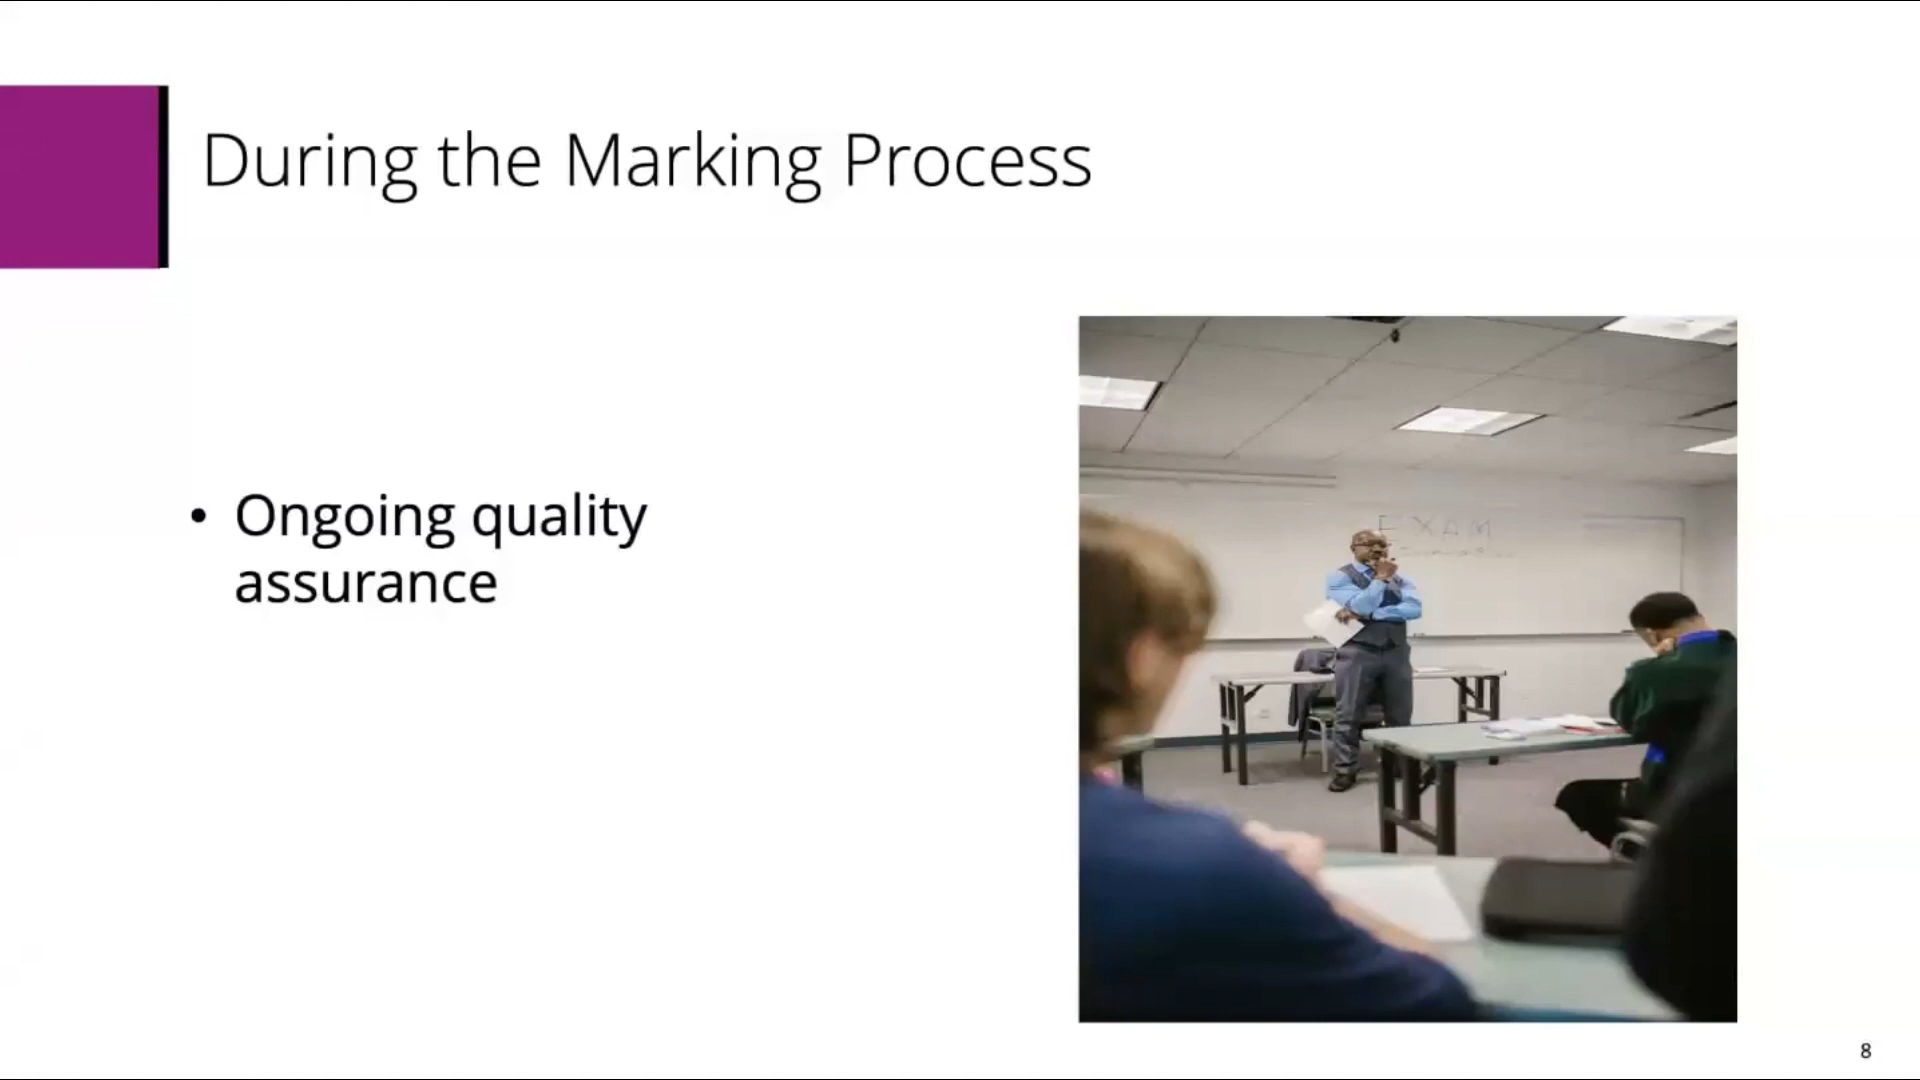 During the Marking Process
• Ongoing quality
assurance
EXAM
8